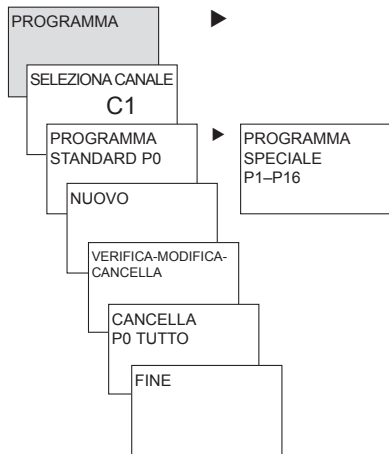 PROGRAMMA
SELEZIONA CANALE
C1
PROGRAMMA
STANDARD P0
PROGRAMMA
SPECIALE
P1–P16
NUOVO
VERIFICA-MODIFICA-
CANCELLA
CANCELLA
P0 TUTTO
FINE